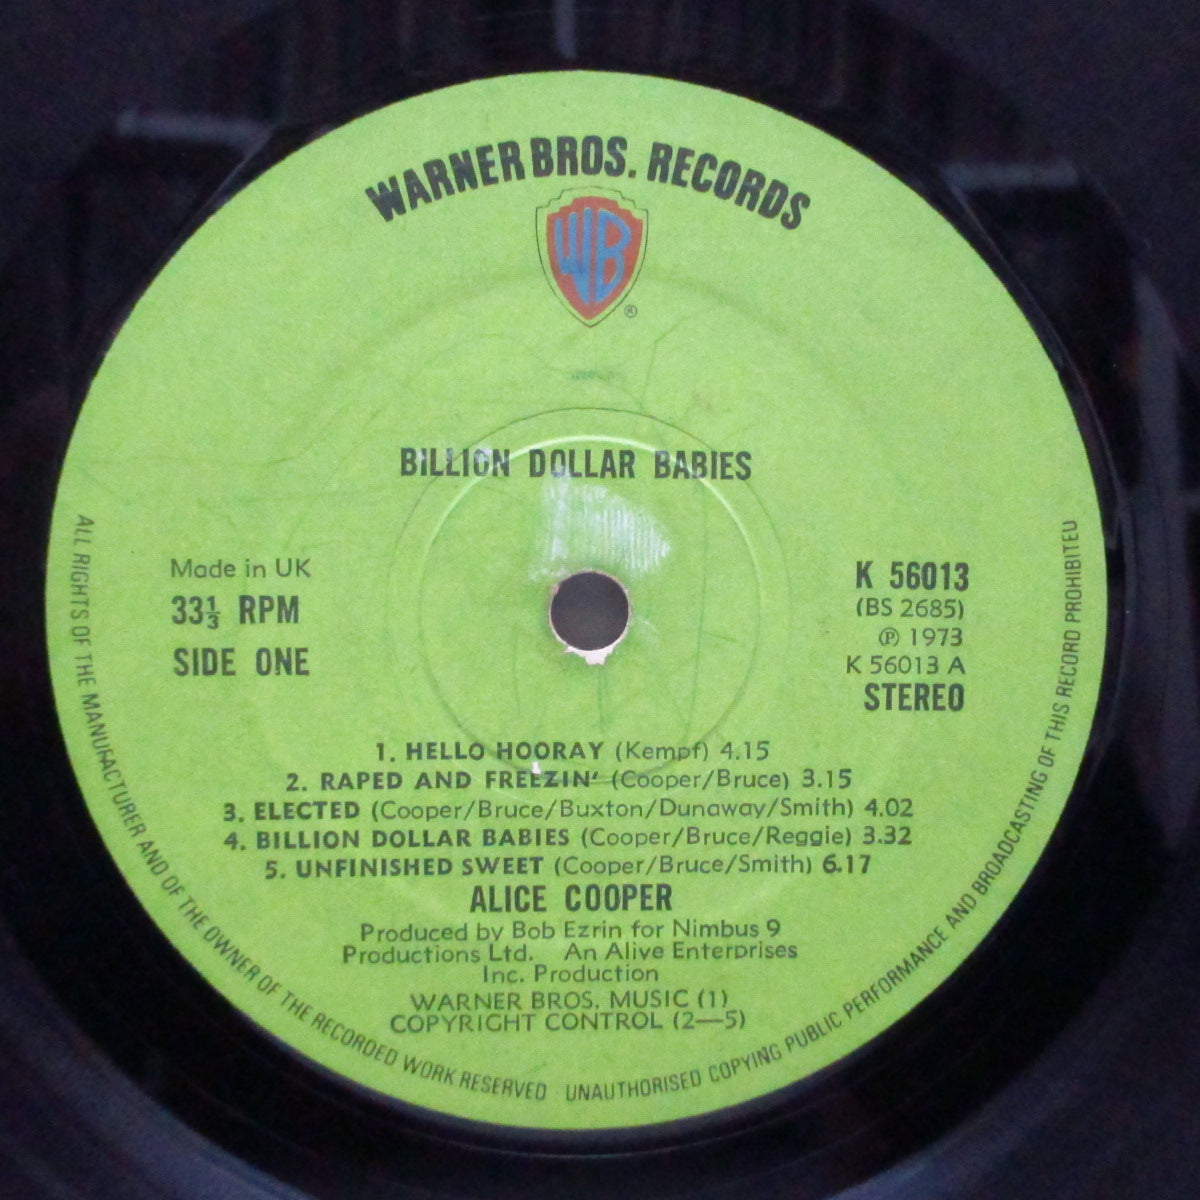 WARNER BROS. RECORDS
WB
®
BILLION DOLLAR BABIES
Made in UK
33⅓ RPM
SIDE ONE
K 56013
(BS 2685)
℗ 1973
K 56013 A
STEREO
1. HELLO HOORAY (Kempf) 4.15
2. RAPED AND FREEZIN' (Cooper/Bruce) 3.15
3. ELECTED (Cooper/Bruce/Buxton/Dunaway/Smith) 4.02
4. BILLION DOLLAR BABIES (Cooper/Bruce/Reggie) 3.32
5. UNFINISHED SWEET (Cooper/Bruce/Smith) 6.17
ALICE COOPER
Produced by Bob Ezrin for Nimbus 9
Productions Ltd. An Alive Enterprises
Inc. Production
WARNER BROS. MUSIC (1)
COPYRIGHT CONTROL (2—5)
ALL RIGHTS OF THE MANUFACTURER AND OF THE OWNER OF THE RECORDED WORK RESERVED UNAUTHORISED COPYING PUBLIC PERFORMANCE AND BROADCASTING OF THIS RECORD PROHIBITED